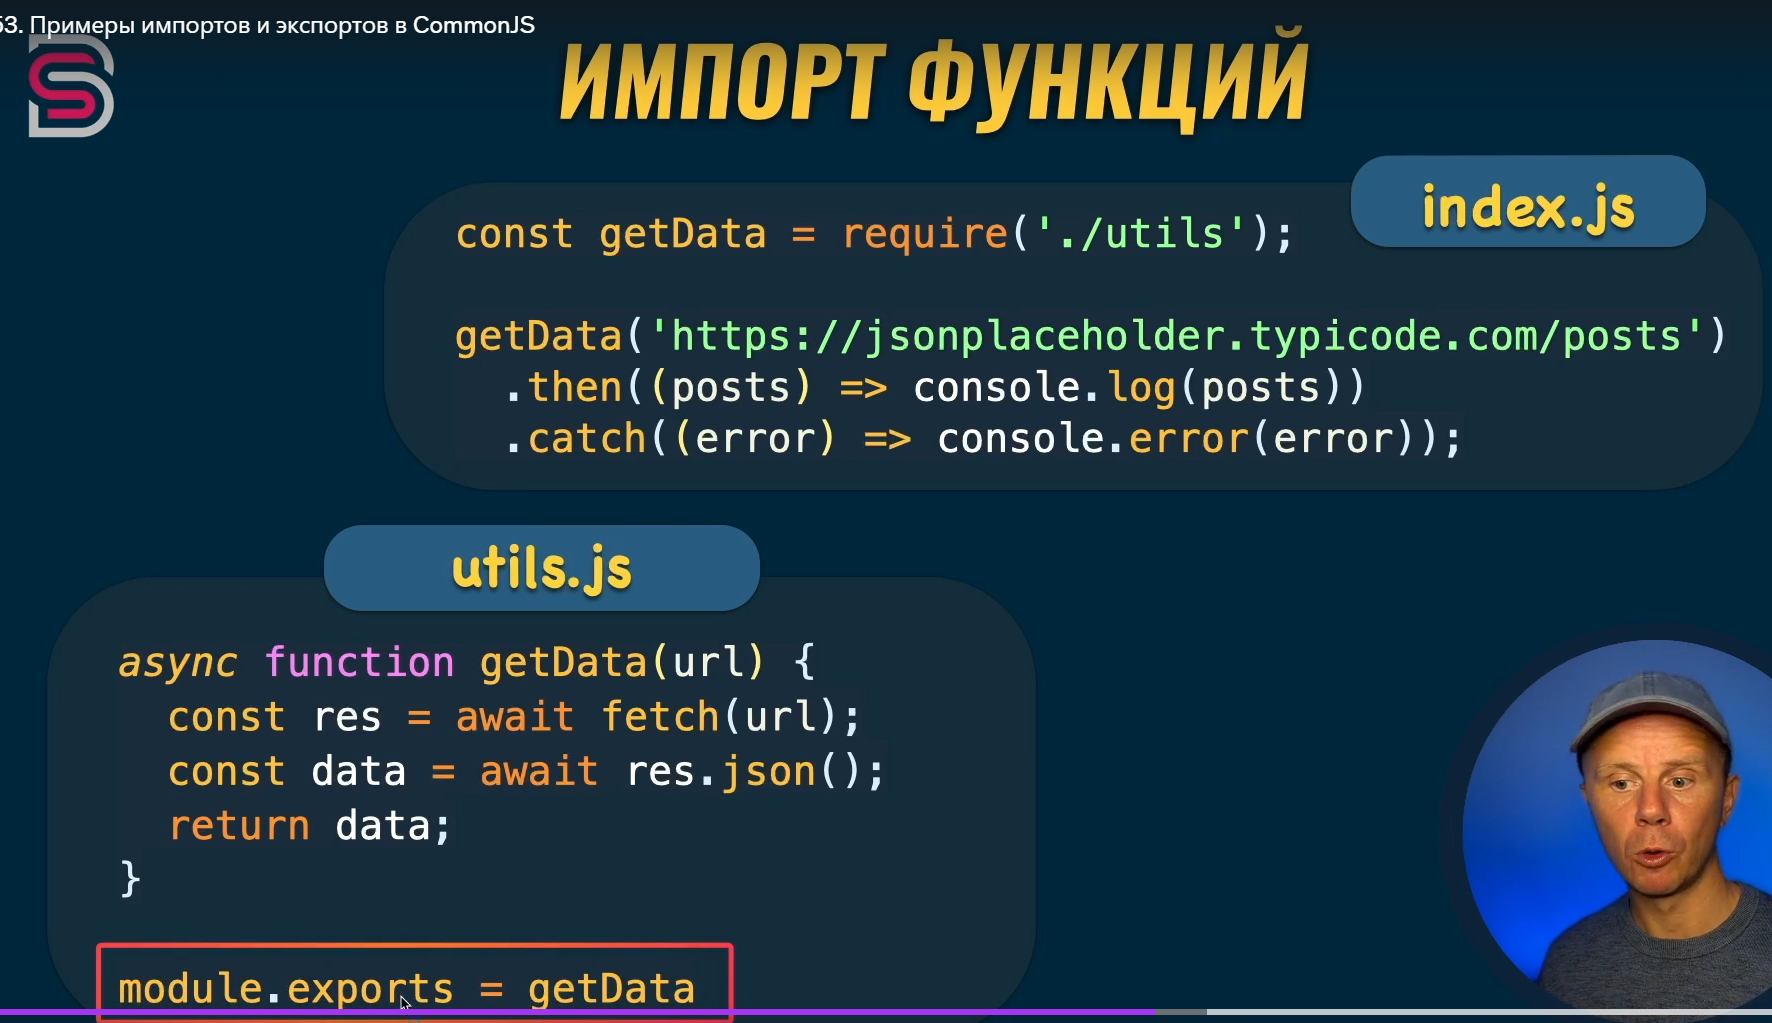 53. Примеры импортов и экспортов в CommonJS
ИМПОРТ ФУНКЦИЙ
index.js
const getData = require('./utils');
getData('https://jsonplaceholder.typicode.com/posts')
.then((posts) => console.log(posts))
.catch((error) => console.error(error));
utils.js
async function getData(url) {
const res = await fetch(url);
const data = await res.json();
return data;
}
module.exports = getData